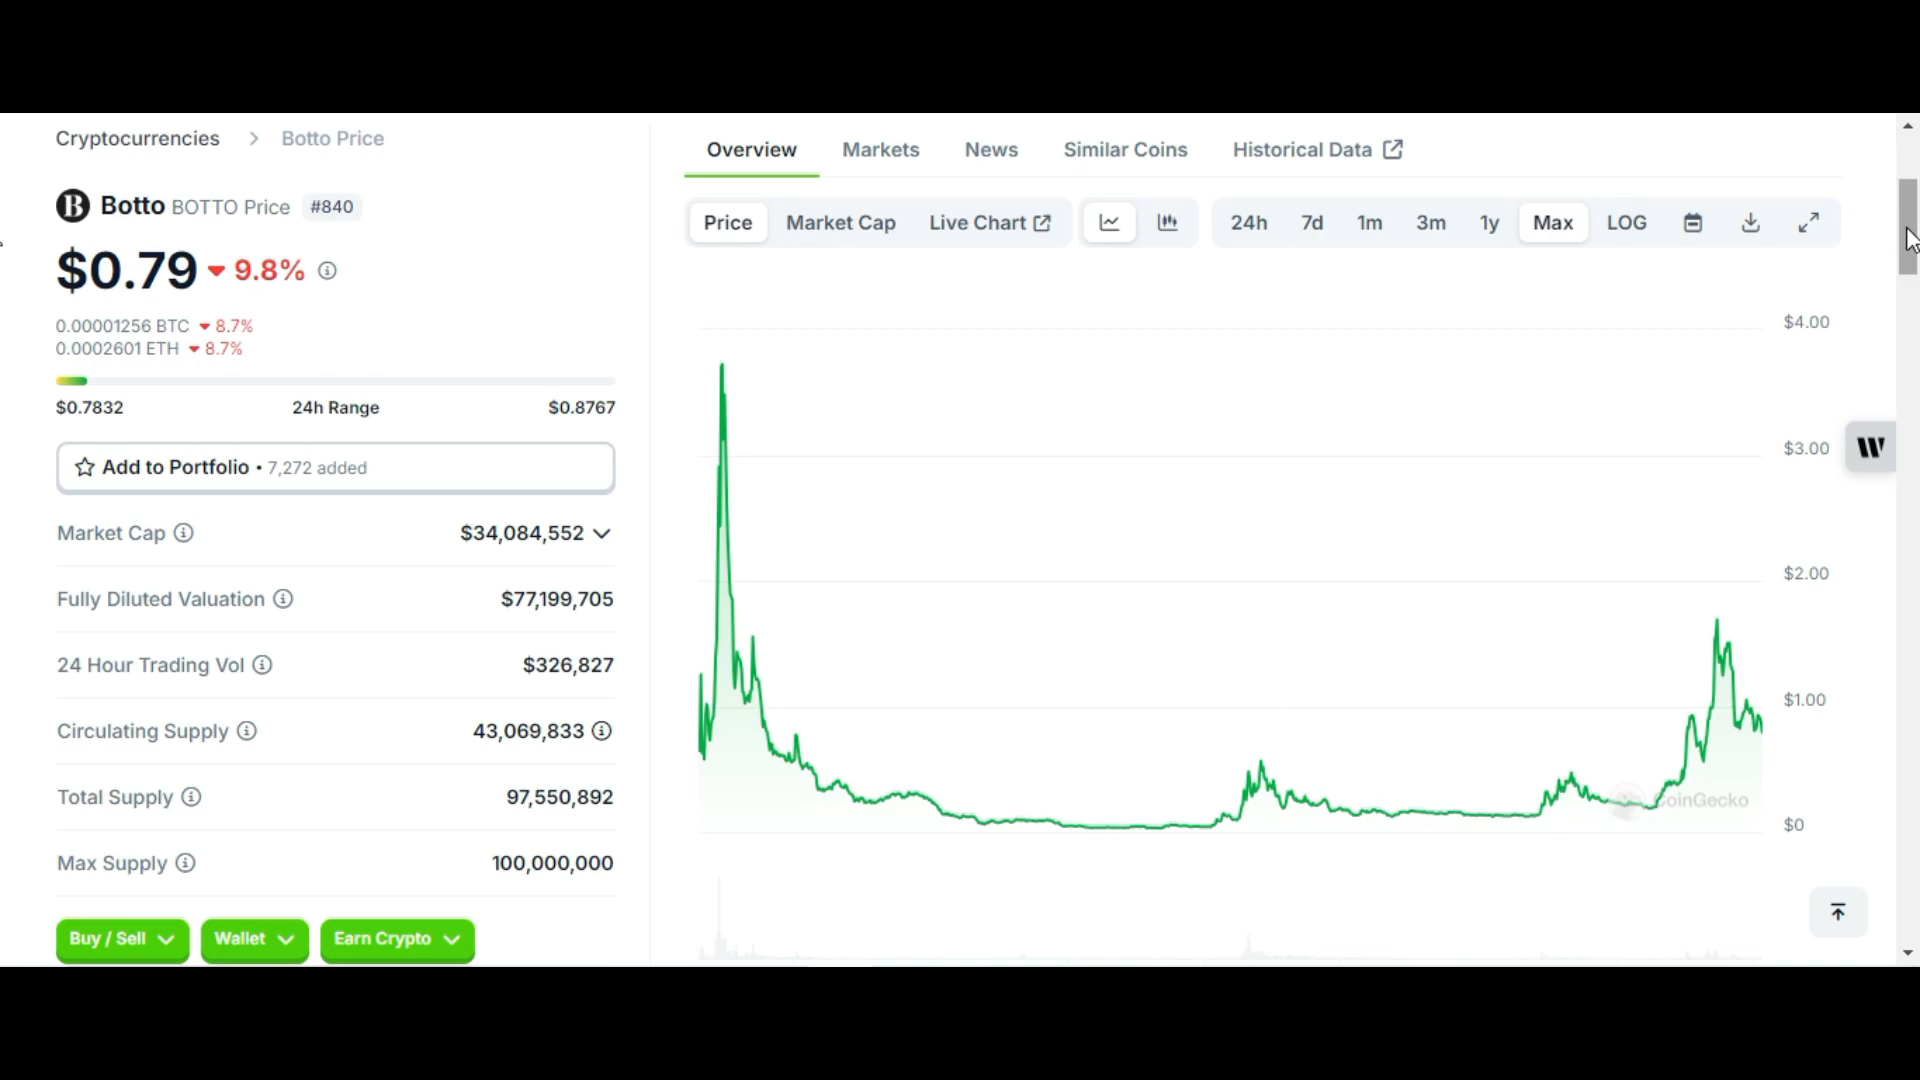 Cryptocurrencies > Botto Price
B Botto BOTTO Price #840
$0.79 9.8%
0.00001256 BTC 8.7%
0.0002601 ETH 8.7%
$0.7832 24h Range $0.8767
Add to Portfolio • 7,272 added
Market Cap $34,084,552
Fully Diluted Valuation $77,199,705
24 Hour Trading Vol $326,827
Circulating Supply 43,069,833
Total Supply 97,550,892
Max Supply 100,000,000
Buy / Sell Wallet Earn Crypto
Overview Markets News Similar Coins Historical Data
Price Market Cap Live Chart 24h 7d 1m 3m 1y Max LOG
$4.00
$3.00
W
$2.00
$1.00
CoinGecko
$0